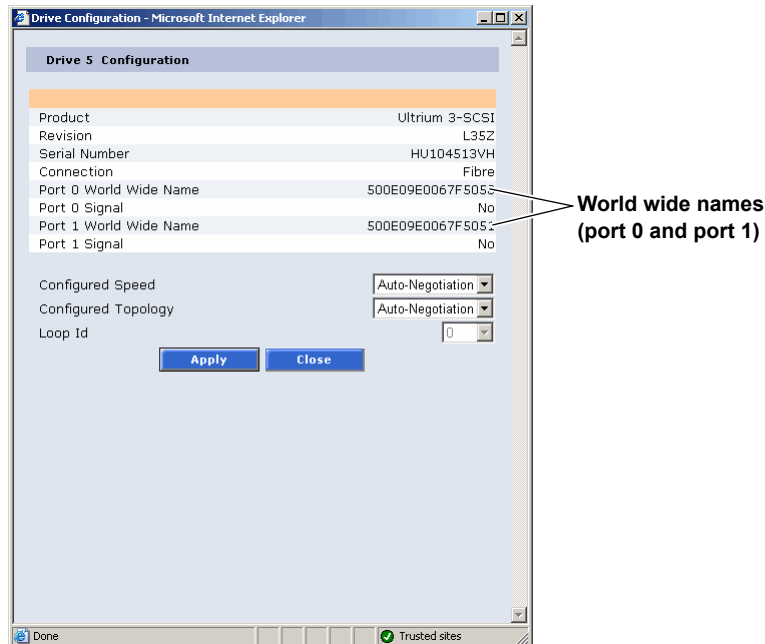 Drive Configuration - Microsoft Internet Explorer
Drive 5 Configuration
Product Ultrium 3-SCSI
Revision L35Z
Serial Number HU104513VH
Connection Fibre
Port 0 World Wide Name
Port 0 Signal No
Port 1 World Wide Name
Port 1 Signal No
World wide names
(port 0 and port 1)
Configured Speed Auto-Negotiation
Configured Topology Auto-Negotiation
Loop Id 0
Apply Close
Done Trusted sites